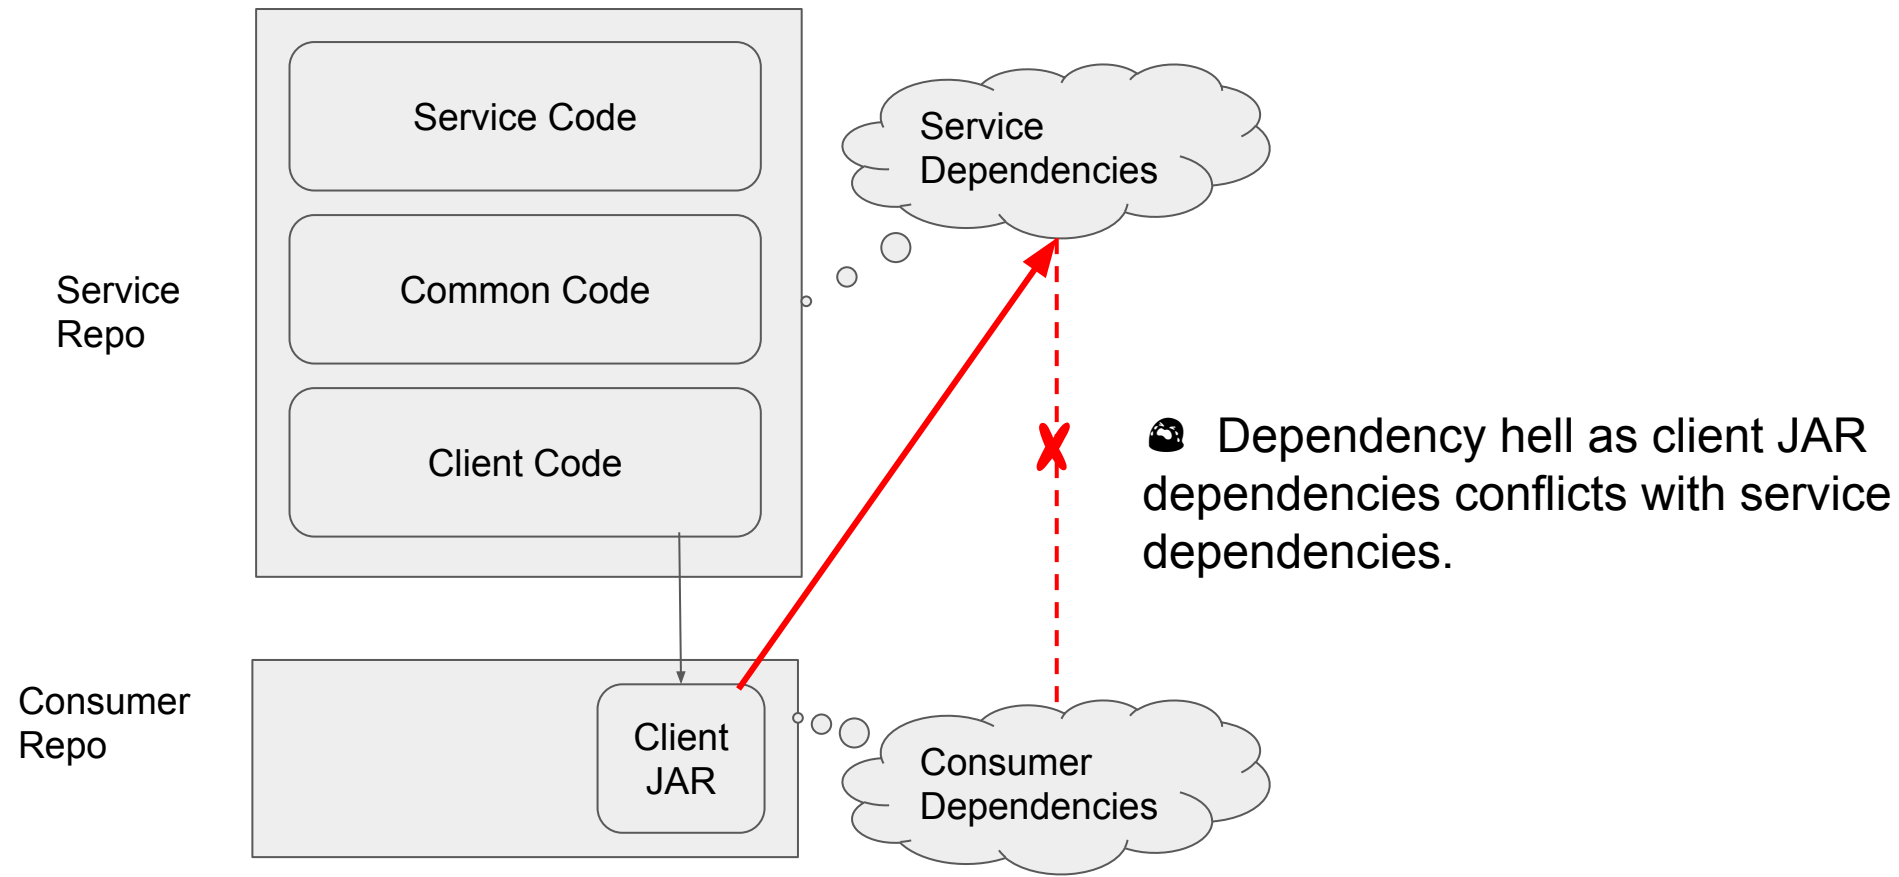 Service Code
Service
Dependencies
Service
Repo
Common Code
Client Code
Dependency hell as client JAR
dependencies conflicts with service
dependencies.
Consumer
Repo
Client
JAR
Consumer
Dependencies